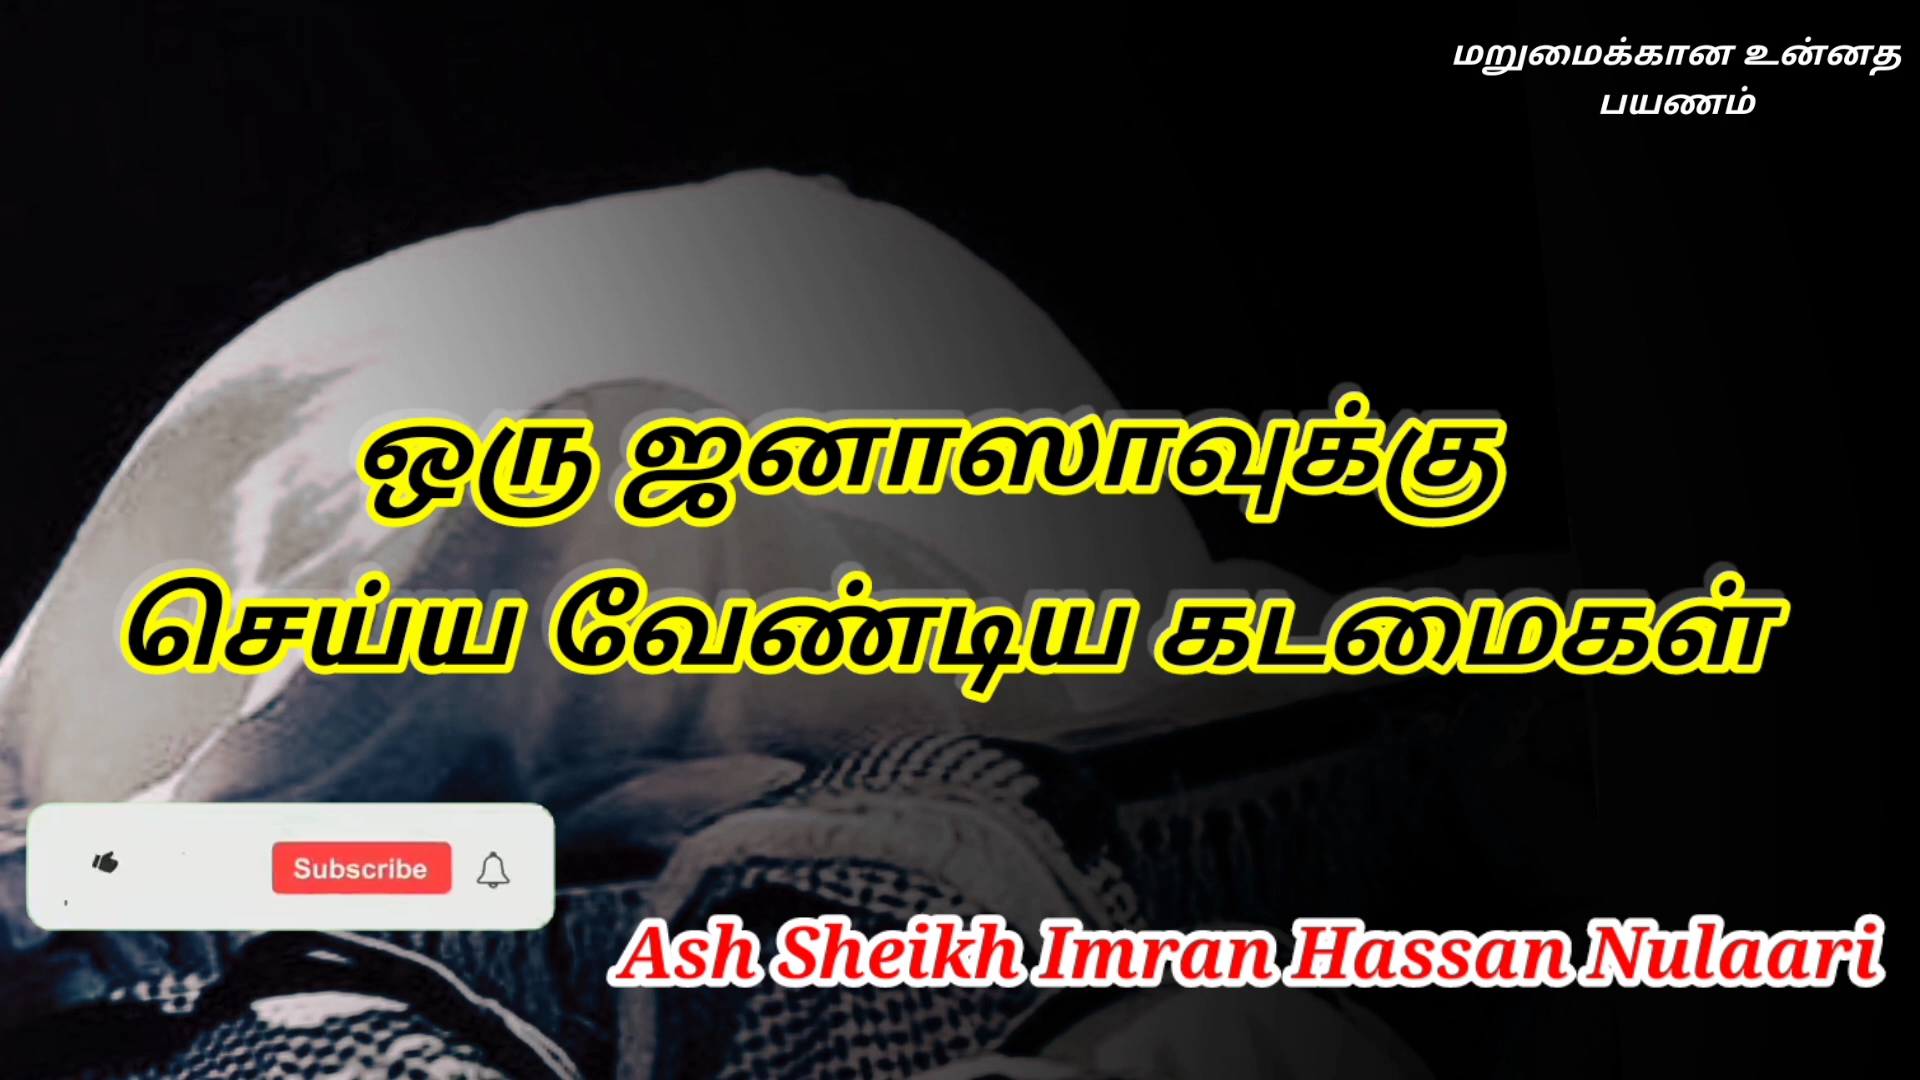 மறுமைக்கான உன்னத
பயணம்
ஒரு ஜனாஸாவுக்கு
செய்ய வேண்டிய கடமைகள்
Subscribe
Ash Sheikh Imran Hassan Nulaari